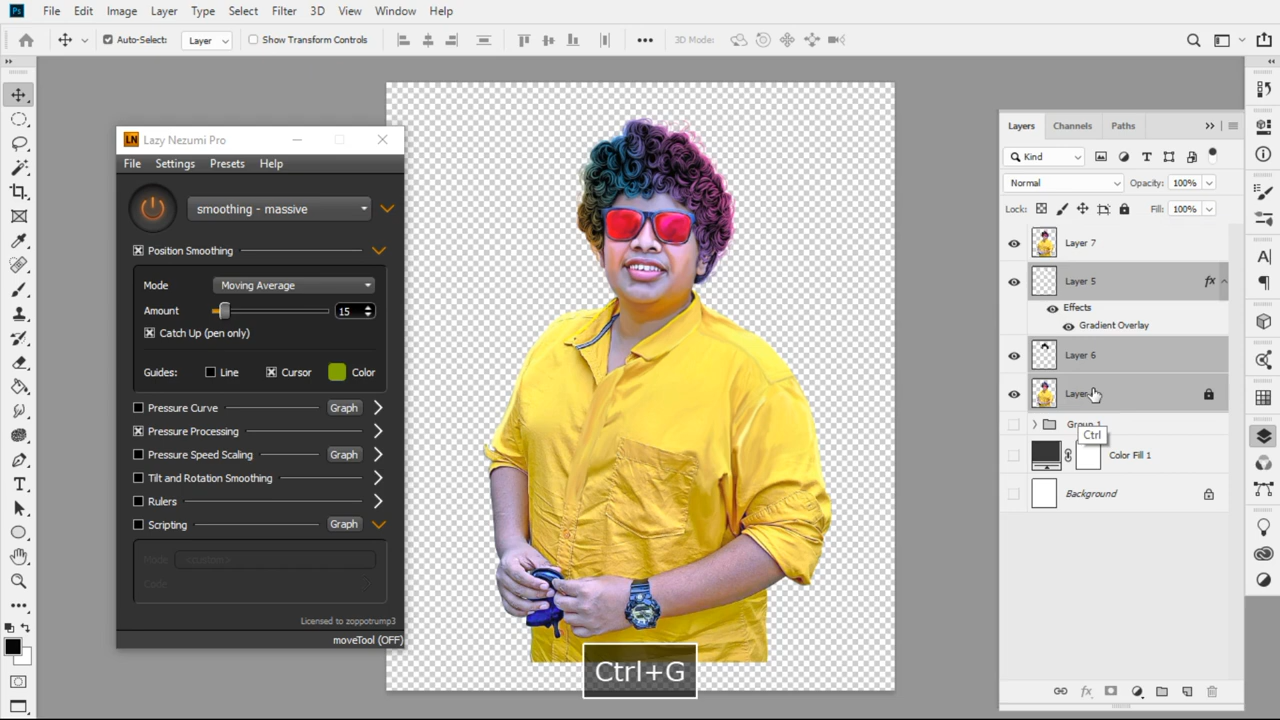 Ps File Edit Image Layer Type Select Filter 3D View Window Help
Auto-Select: Layer Show Transform Controls 3D Mode:
Lazy Nezumi Pro
LN
File Settings Presets Help
smoothing - massive
Position Smoothing
Mode Moving Average
Amount 15
Catch Up (pen only)
Guides: Line Cursor Color
Pressure Curve Graph
Pressure Processing
Pressure Speed Scaling Graph
Tilt and Rotation Smoothing
Rulers
Scripting Graph
Mode
Code
Licensed to zoppotrump3
moveTool (OFF)
Ctrl+G
Layers Channels Paths
Kind
Normal Opacity: 100%
Lock: Fill: 100%
Layer 7
Layer 5 fx
Effects
Gradient Overlay
Layer 6
Group 1
Ctrl
Color Fill 1
Background
fx